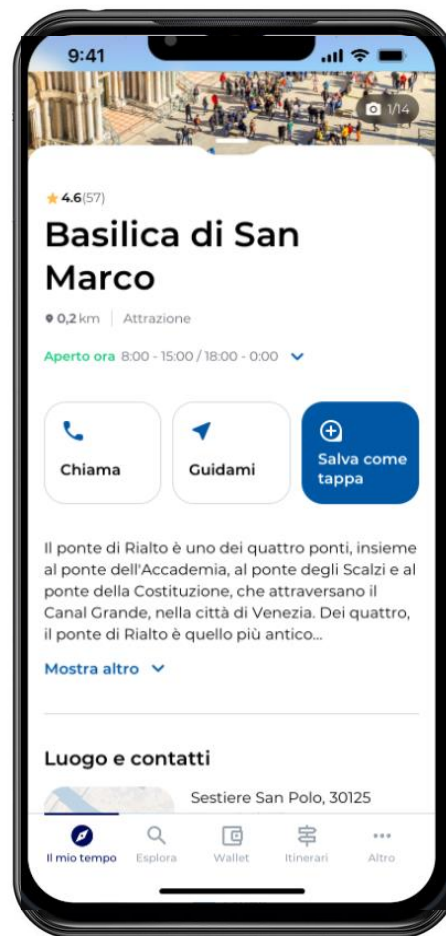 9:41
1/14
4.6(57)
Basilica di San
Marco
0,2 km | Attrazione
Aperto ora 8:00 - 15:00 / 18:00 - 0:00
Chiama
Guidami
Salva come
tappa
Il ponte di Rialto è uno dei quattro ponti, insieme
al ponte dell'Accademia, al ponte degli Scalzi e al
ponte della Costituzione, che attraversano il
Canal Grande, nella città di Venezia. Dei quattro,
il ponte di Rialto è quello più antico...
Mostra altro
Luogo e contatti
Sestiere San Polo, 30125
Il mio tempo
Esplora
Wallet
Itinerari
Altro